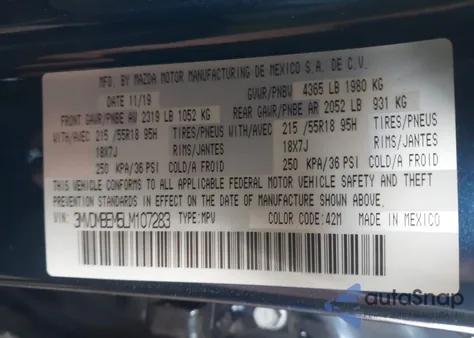 MFD. BY MAZDA MOTOR MANUFACTURING DE MEXICO S.A. DE C.V.
DATE 11/19 GVWR/PNBW 4365 LB 1980 KG
FRONT GAWR/PNBE AV 2319 LB 1052 KG REAR GAWR/PNBE AR 2052 LB 931 KG
WITH/AVEC 215 /55R18 95H TIRES/PNEUS WITH/AVEC 215 /55R18 95H TIRES/PNEUS
18X7J RIMS/JANTES 18X7J RIMS/JANTES
250 KPA/36 PSI COLD/A FROID 250 KPA/36 PSI COLD/A FROID
THIS VEHICLE CONFORMS TO ALL APPLICABLE FEDERAL MOTOR VEHICLE SAFETY AND THEFT
PREVENTION STANDARDS IN EFFECT ON THE DATE OF MANUFACTURE SHOWN ABOVE.
VIN: 3MVDMBEM5LM107283 TYPE: MPV COLOR CODE: 42M MADE IN MEXICO
autoSnap